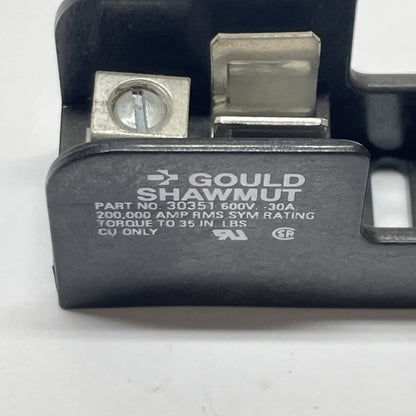 GOULD
SHAWMUT
PART NO. 30351 600V. -30A
200,000 AMP RMS SYM RATING
TORQUE TO 35 IN. LBS
CU ONLY